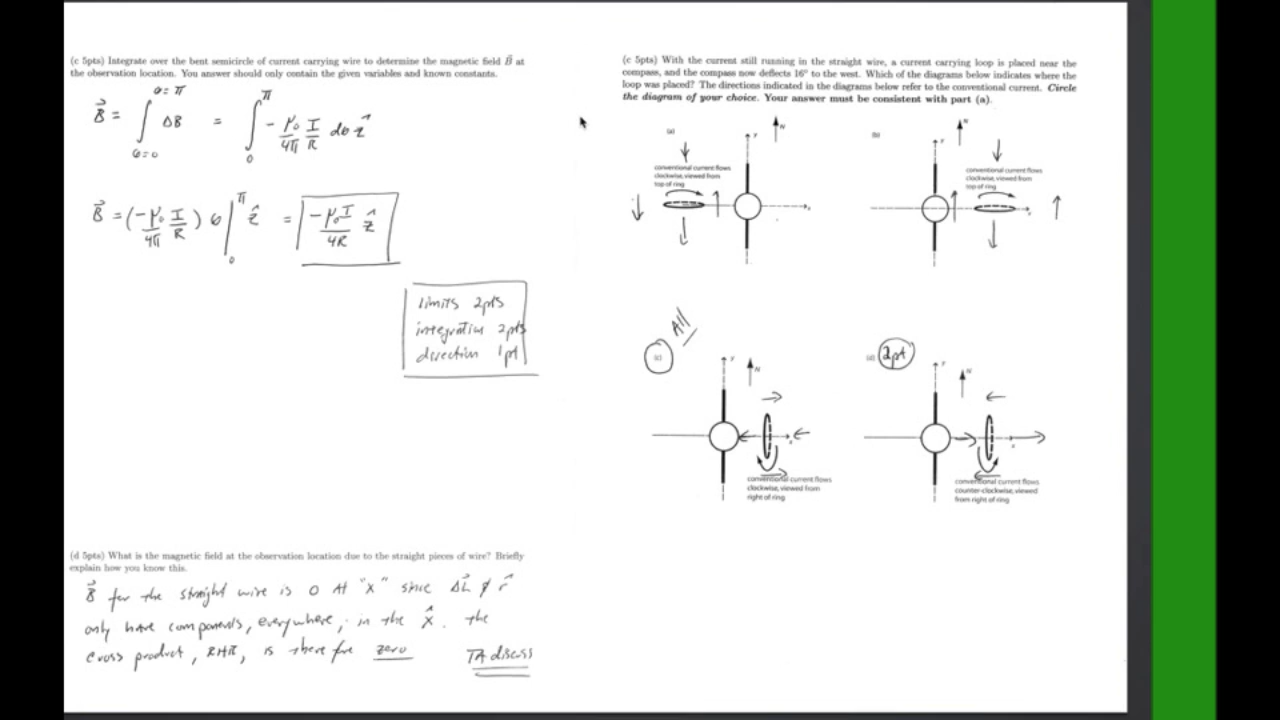 (c 5pts) Integrate over the bent semicircle of current carrying wire to determine the magnetic field B⃗ at
the observation location. You answer should only contain the given variables and known constants.
B⃗ = ∫_{θ=0}^{θ=π} ΔB = ∫_0^π - μ₀/4π I/R dθ ẑ
B⃗ = (-μ₀/4π I/R) θ |_0^π ẑ = -μ₀I/4R ẑ
limits 2pts
integration 2pts
direction 1pt
(d 5pts) What is the magnetic field at the observation location due to the straight pieces of wire? Briefly
explain how you know this.
B⃗ for the straight wire is 0 At "X" since ΔL⃗ & r̂
only have components, everywhere, in the x̂. the
cross product, RHR, is therefore zero
TA discuss
(c 5pts) With the current still running in the straight wire, a current carrying loop is placed near the
compass, and the compass now deflects 16° to the west. Which of the diagrams below indicates where the
loop was placed? The directions indicated in the diagrams below refer to the conventional current. Circle
the diagram of your choice. Your answer must be consistent with part (a).
(a)
y
N
conventional current flows
clockwise, viewed from
top of ring
x
(b)
y
N
conventional current flows
clockwise, viewed from
top of ring
x
All
(c)
y
N
x
conventional current flows
clockwise, viewed from
right of ring
(d)
2pt
y
N
x
conventional current flows
counter-clockwise, viewed
from right of ring